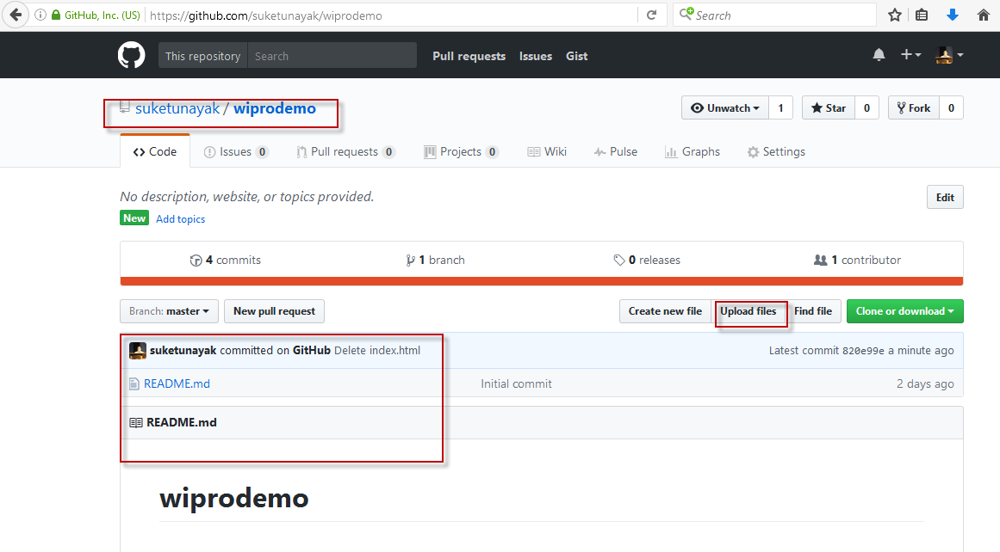 GitHub, Inc. (US) https://github.com/suketunayak/wiprodemo Search
This repository Search Pull requests Issues Gist
suketunayak / wiprodemo Unwatch 1 Star 0 Fork 0
Code Issues 0 Pull requests 0 Projects 0 Wiki Pulse Graphs Settings
No description, website, or topics provided. Edit
New Add topics
4 commits 1 branch 0 releases 1 contributor
Branch: master New pull request Create new file Upload files Find file Clone or download
suketunayak committed on GitHub Delete index.html Latest commit 820e99e a minute ago
README.md Initial commit 2 days ago
README.md
wiprodemo